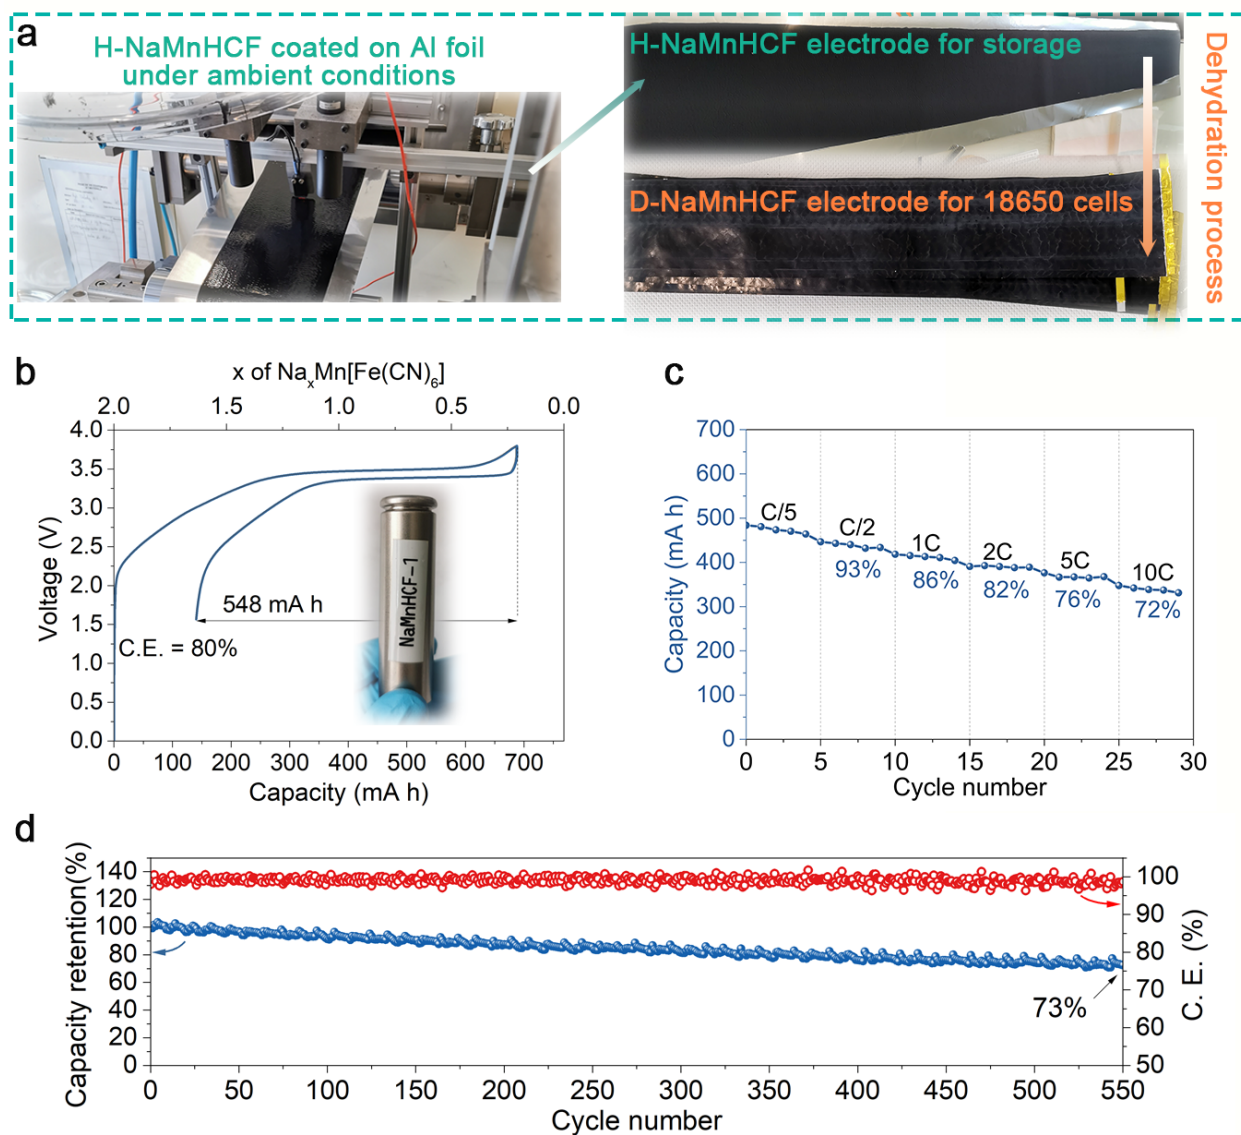 a
H-NaMnHCF coated on Al foil
under ambient conditions
H-NaMnHCF electrode for storage
D-NaMnHCF electrode for 18650 cells
Dehydration process
b
x of NaₓMn[Fe(CN)₆]
2.0 1.5 1.0 0.5 0.0
Voltage (V)
4.0
3.5
3.0
2.5
2.0
1.5
1.0
0.5
0.0
548 mA h
C.E. = 80%
NaMnHCF-1
0 100 200 300 400 500 600 700
Capacity (mA h)
c
Capacity (mA h)
700
600
500
400
300
200
100
0
C/5 C/2 1C 2C 5C 10C
93% 86% 82% 76% 72%
0 5 10 15 20 25 30
Cycle number
d
Capacity retention(%)
140
120
100
80
60
40
20
0
73%
100
90
80
70
60
50
C. E. (%)
0 50 100 150 200 250 300 350 400 450 500 550
Cycle number